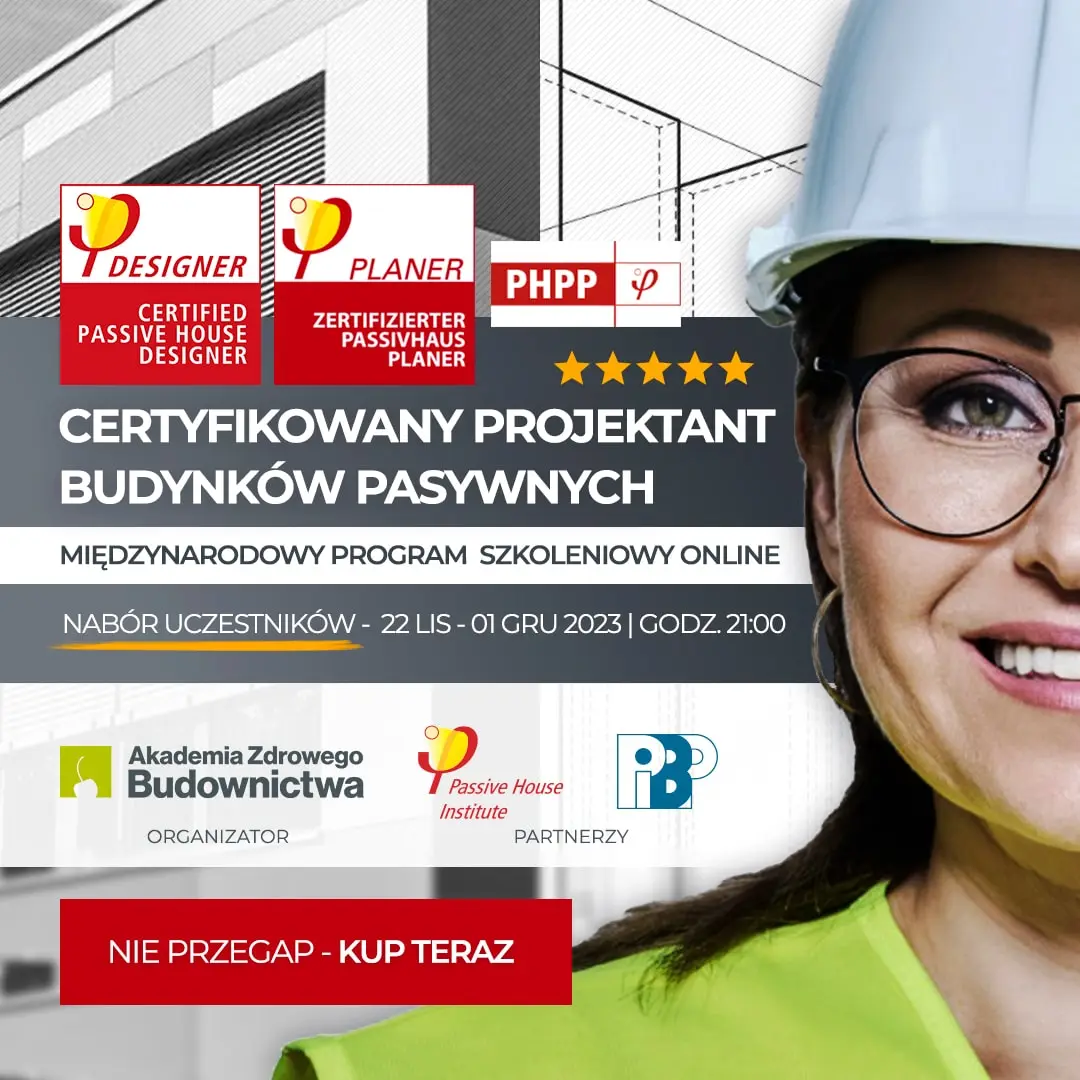 DESIGNER
CERTIFIED
PASSIVE HOUSE
DESIGNER
PLANER
ZERTIFIZIERTER
PASSIVHAUS
PLANER
PHPP
CERTYFIKOWANY PROJEKTANT
BUDYNKÓW PASYWNYCH
MIĘDZYNARODOWY PROGRAM SZKOLENIOWY ONLINE
NABÓR UCZESTNIKÓW - 22 LIS - 01 GRU 2023 | GODZ. 21:00
Akademia Zdrowego
Budownictwa
ORGANIZATOR
Passive House
Institute
PiBP
PARTNERZY
NIE PRZEGAP - KUP TERAZ